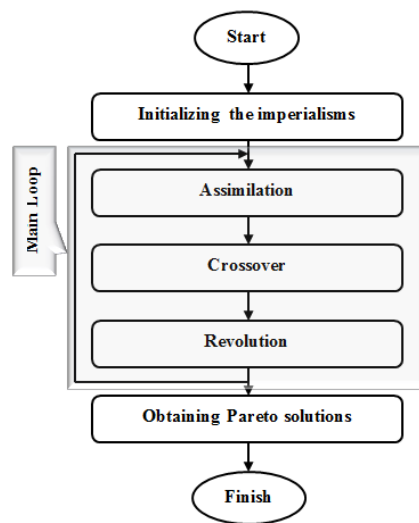 Start
Initializing the imperialisms
Main Loop
Assimilation
Crossover
Revolution
Obtaining Pareto solutions
Finish